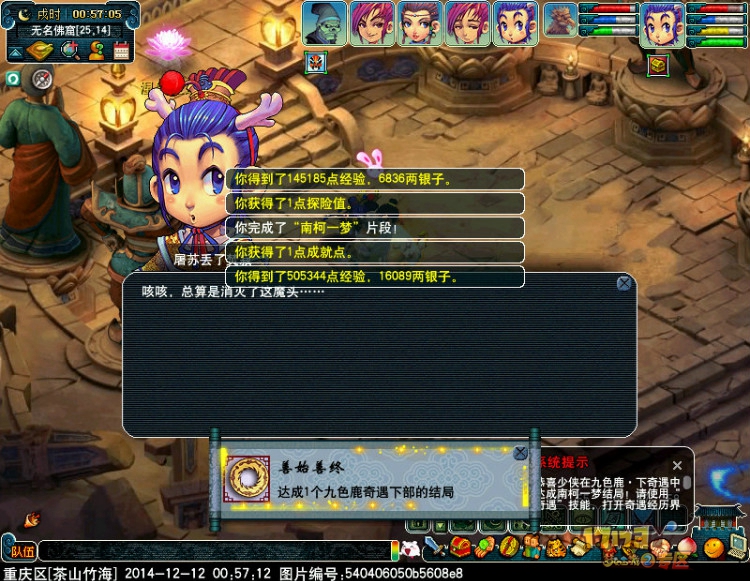 戌时 00:57:05
无名佛窟[25,14]
你得到了145185点经验，6836两银子。
你获得了1点探险值。
你完成了“南柯一梦”片段！
屠苏丢了
你获得了1点成就点。
你得到了505344点经验，16089两银子。
咳咳，总算是消灭了这魔头……
善始善终
达成1个九色鹿奇遇下部的结局
系统提示
恭喜少侠在九色鹿·下奇遇中
达成南柯一梦结局！请使用“
奇遇”技能，打开奇遇经历界
17173
专区
队伍
重庆区[茶山竹海] 2014-12-12 00:57:12 图片编号:540406050b5608e8